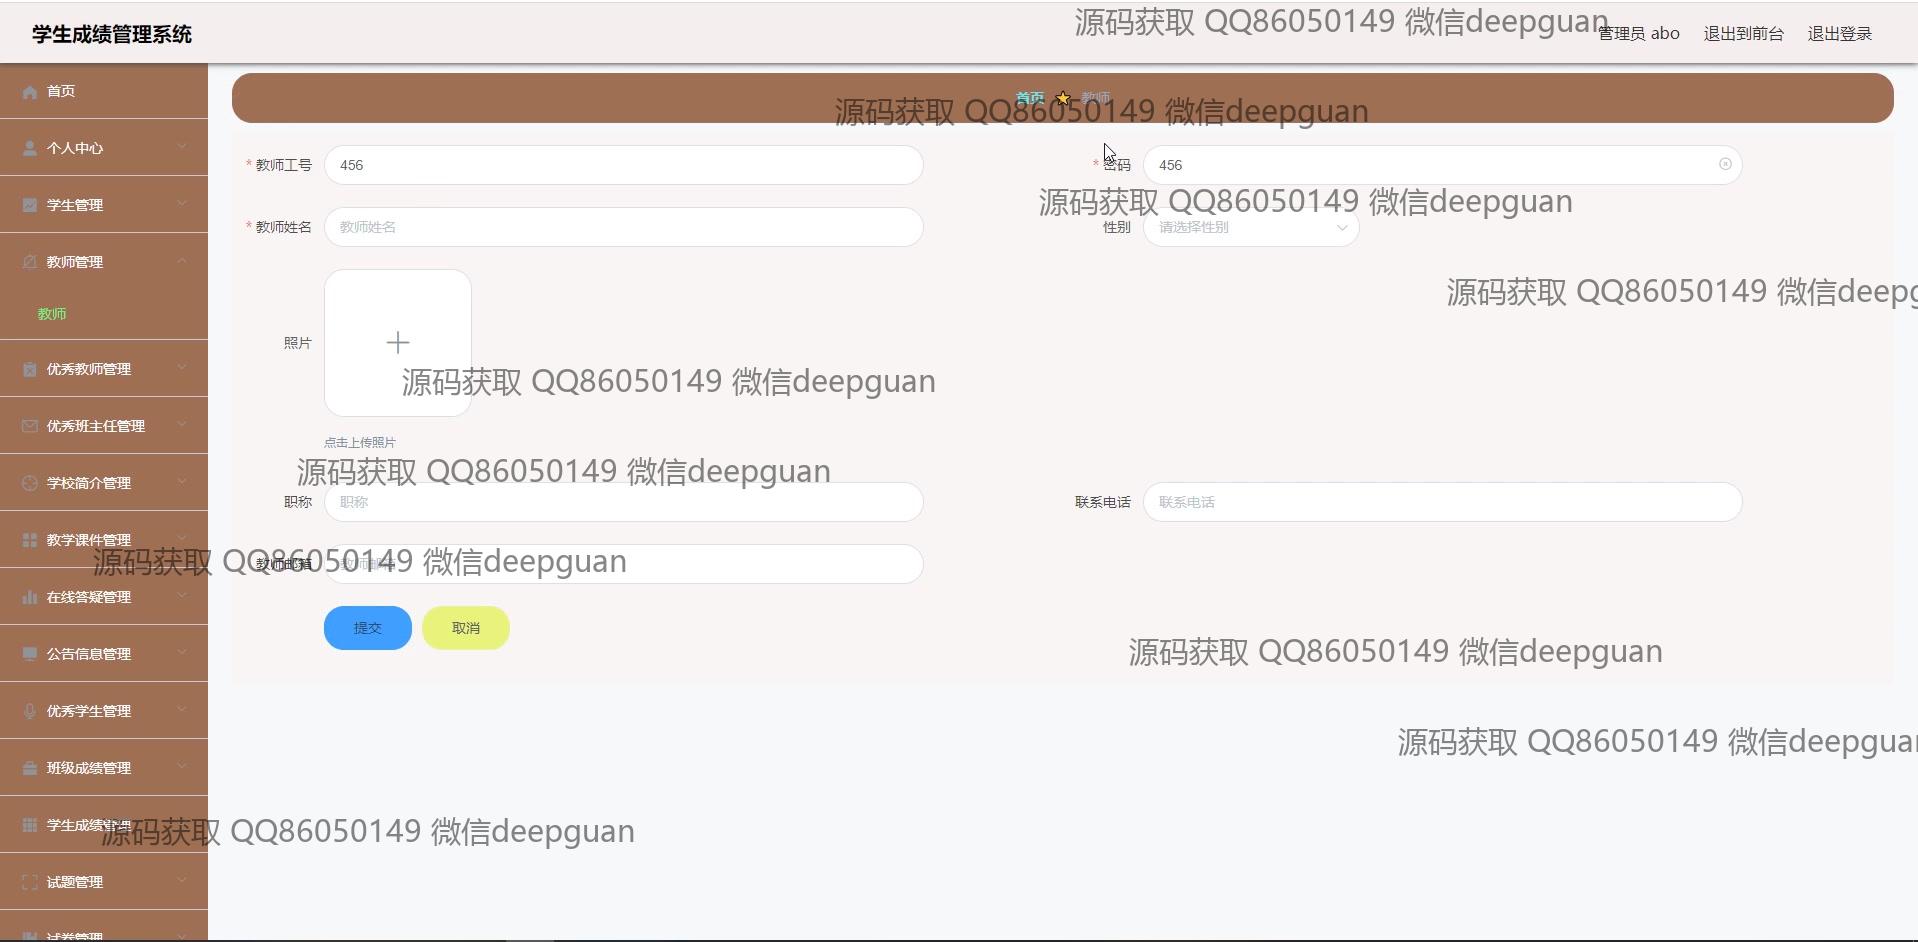 学生成绩管理系统
源码获取 QQ86050149 微信deepguan
管理员 abo 退出到前台 退出登录
首页
个人中心
学生管理
教师管理
教师
优秀教师管理
优秀班主任管理
学校简介管理
教学课件管理
在线答疑管理
公告信息管理
优秀学生管理
班级成绩管理
学生成绩管理
试题管理
试卷管理
首页 教师
源码获取 QQ86050149 微信deepguan
* 教师工号 456
* 密码 456
源码获取 QQ86050149 微信deepguan
* 教师姓名 教师姓名
性别 请选择性别
源码获取 QQ86050149 微信deepg
照片
源码获取 QQ86050149 微信deepguan
点击上传照片
源码获取 QQ86050149 微信deepguan
职称 职称
联系电话 联系电话
源码获取 QQ86050149 微信deepguan
教师邮箱 教师邮箱
提交 取消
源码获取 QQ86050149 微信deepguan
源码获取 QQ86050149 微信deepguan
源码获取 QQ86050149 微信deepguan